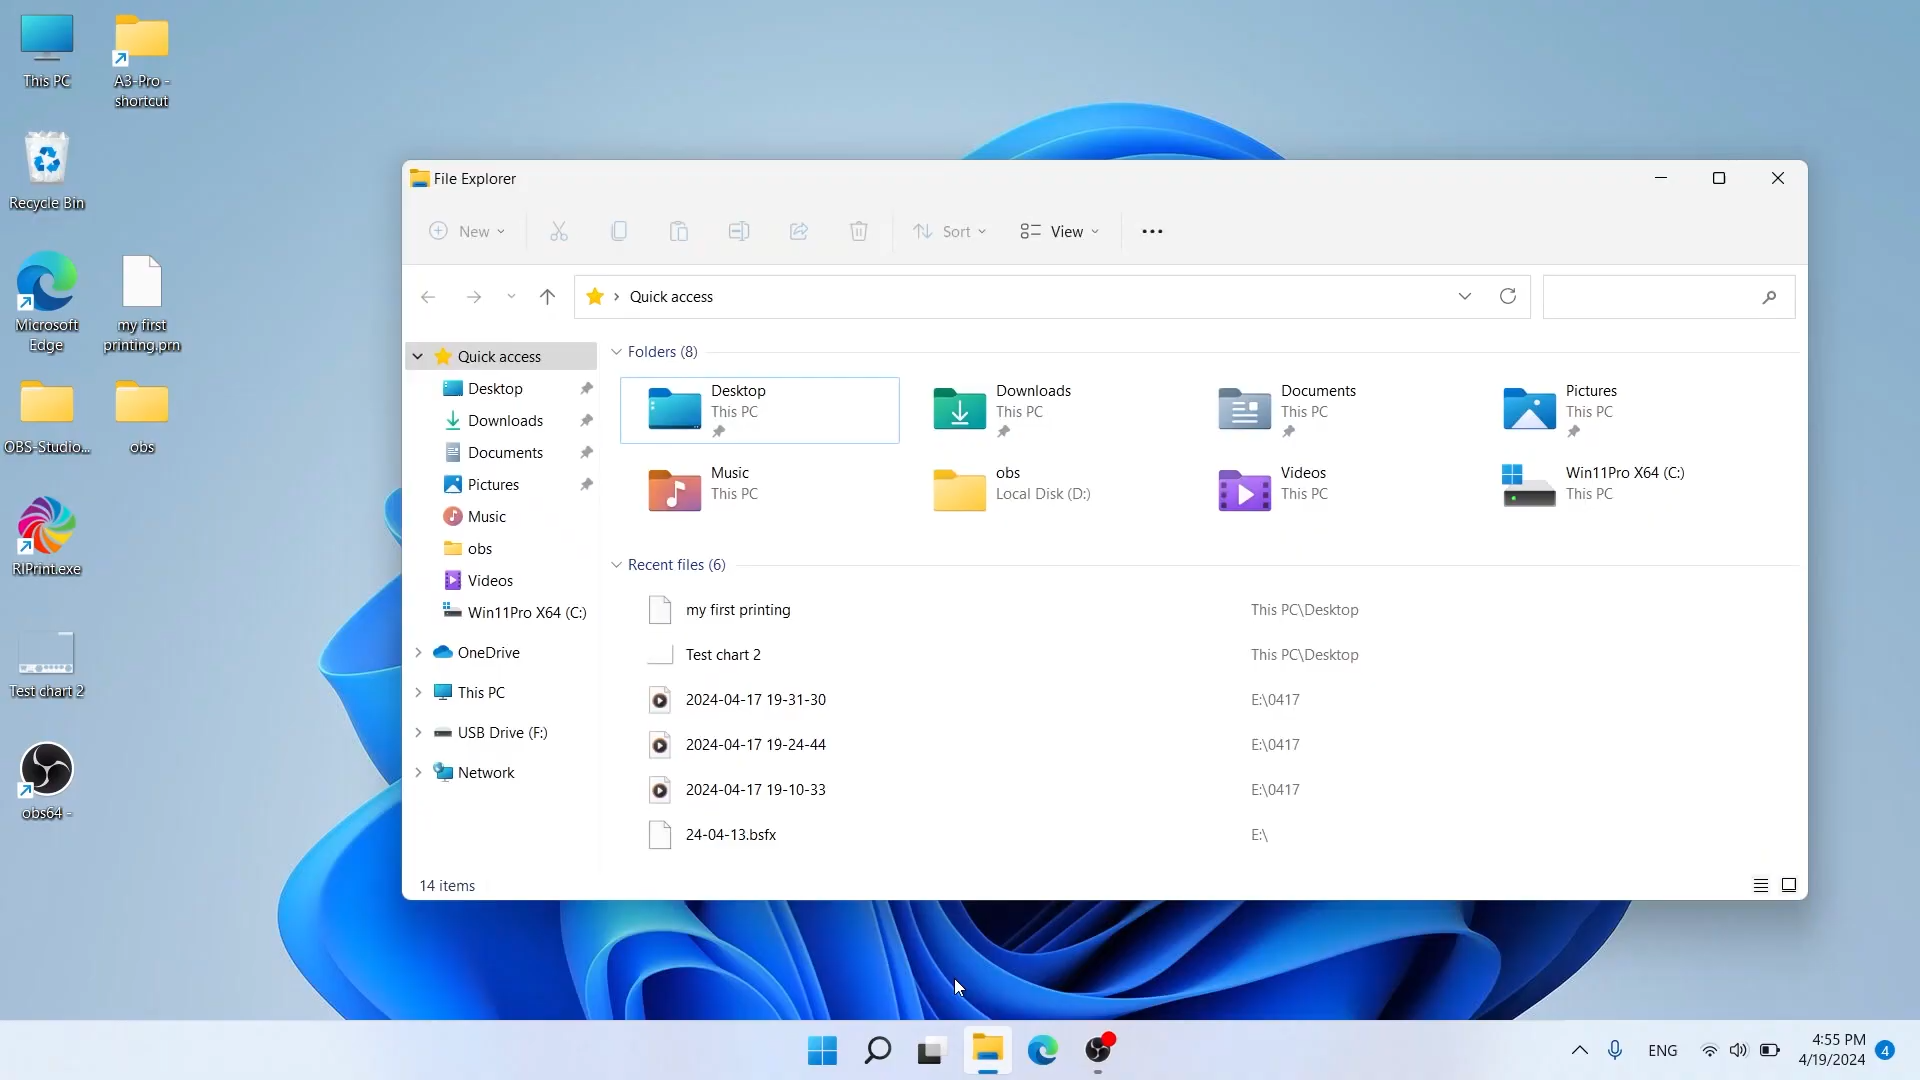 This PC
A3-Pro -
shortcut
Recycle Bin
Microsoft
Edge
my first
printing.prn
OBS-Studio...
obs
RIPrint.exe
Test chart 2
obs64 -
File Explorer
New
Sort
View
Quick access
Quick access
Desktop
Downloads
Documents
Pictures
Music
obs
Videos
Win11Pro X64 (C:)
OneDrive
This PC
USB Drive (F:)
Network
Folders (8)
Desktop
This PC
Downloads
This PC
Documents
This PC
Pictures
This PC
Music
This PC
obs
Local Disk (D:)
Videos
This PC
Win11Pro X64 (C:)
This PC
Recent files (6)
my first printing This PC\Desktop
Test chart 2 This PC\Desktop
2024-04-17 19-31-30 E:\0417
2024-04-17 19-24-44 E:\0417
2024-04-17 19-10-33 E:\0417
24-04-13.bsfx E:\
14 items
ENG
4:55 PM
4/19/2024
4